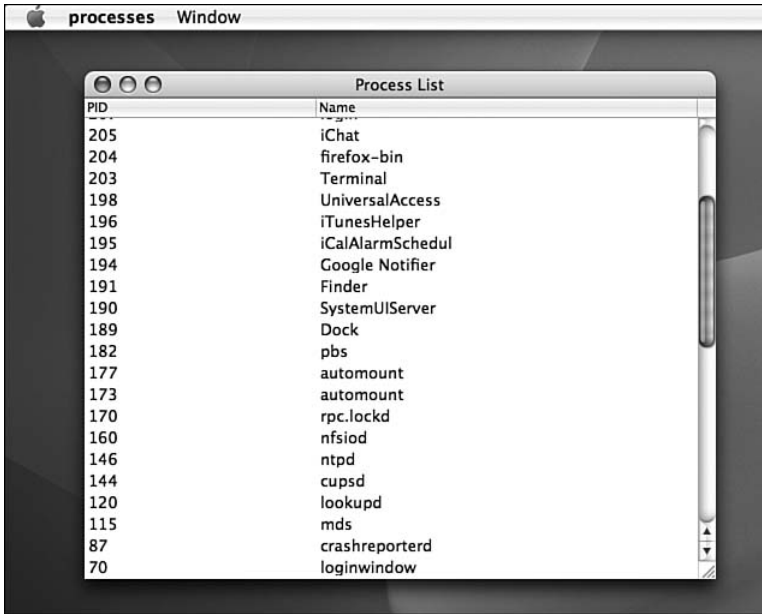 processes Window
Process List
PID Name
205 iChat
204 firefox-bin
203 Terminal
198 UniversalAccess
196 iTunesHelper
195 iCalAlarmSchedul
194 Google Notifier
191 Finder
190 SystemUIServer
189 Dock
182 pbs
177 automount
173 automount
170 rpc.lockd
160 nfsiod
146 ntpd
144 cupsd
120 lookupd
115 mds
87 crashreporterd
70 loginwindow